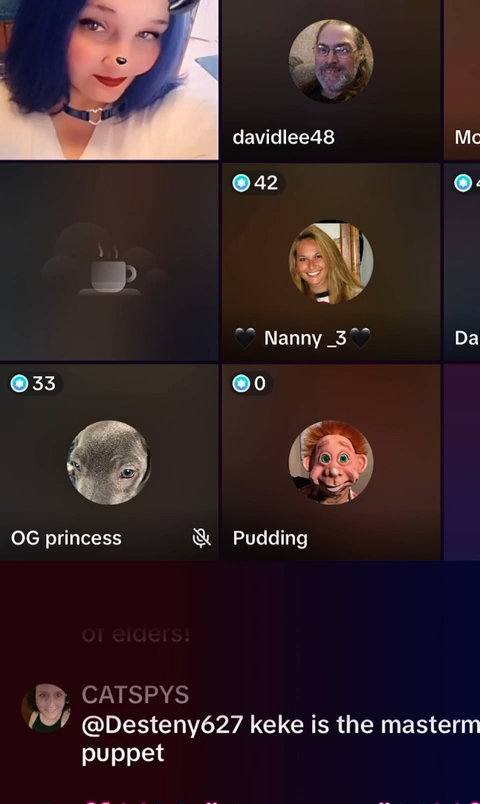 davidlee48
Mo
42
4
🖤 Nanny _3🖤
Da
33
0
OG princess
Pudding
of elders!
CATSPYS
@Desteny627 keke is the masterm
puppet